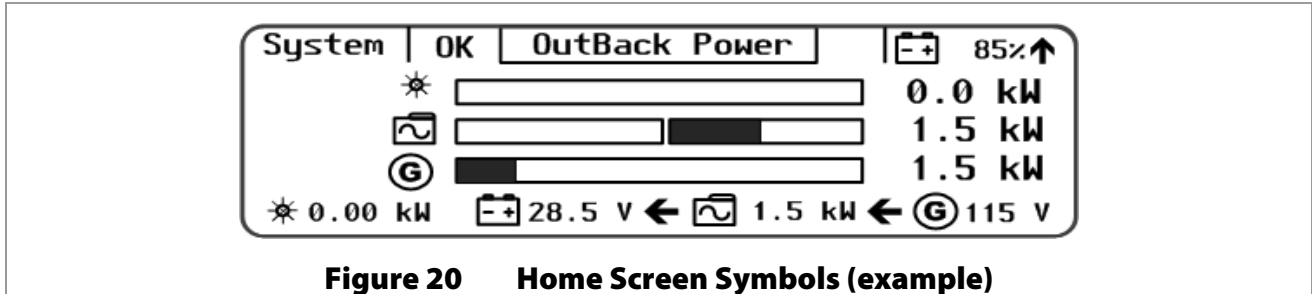 System OK OutBack Power 85%
0.0 kW
1.5 kW
G 1.5 kW
0.00 kW 28.5 V 1.5 kW G 115 V
Figure 20 Home Screen Symbols (example)